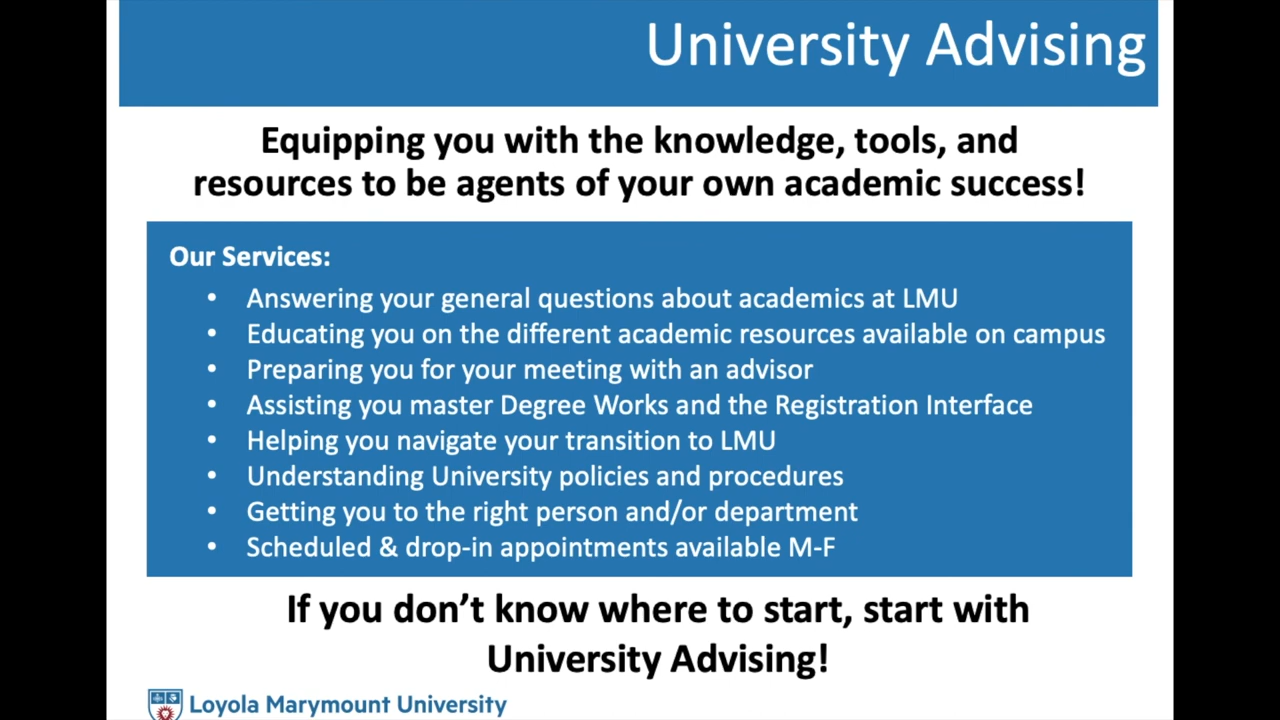 University Advising
Equipping you with the knowledge, tools, and
resources to be agents of your own academic success!
Our Services:
• Answering your general questions about academics at LMU
• Educating you on the different academic resources available on campus
• Preparing you for your meeting with an advisor
• Assisting you master Degree Works and the Registration Interface
• Helping you navigate your transition to LMU
• Understanding University policies and procedures
• Getting you to the right person and/or department
• Scheduled & drop-in appointments available M-F
If you don’t know where to start, start with
University Advising!
Loyola Marymount University